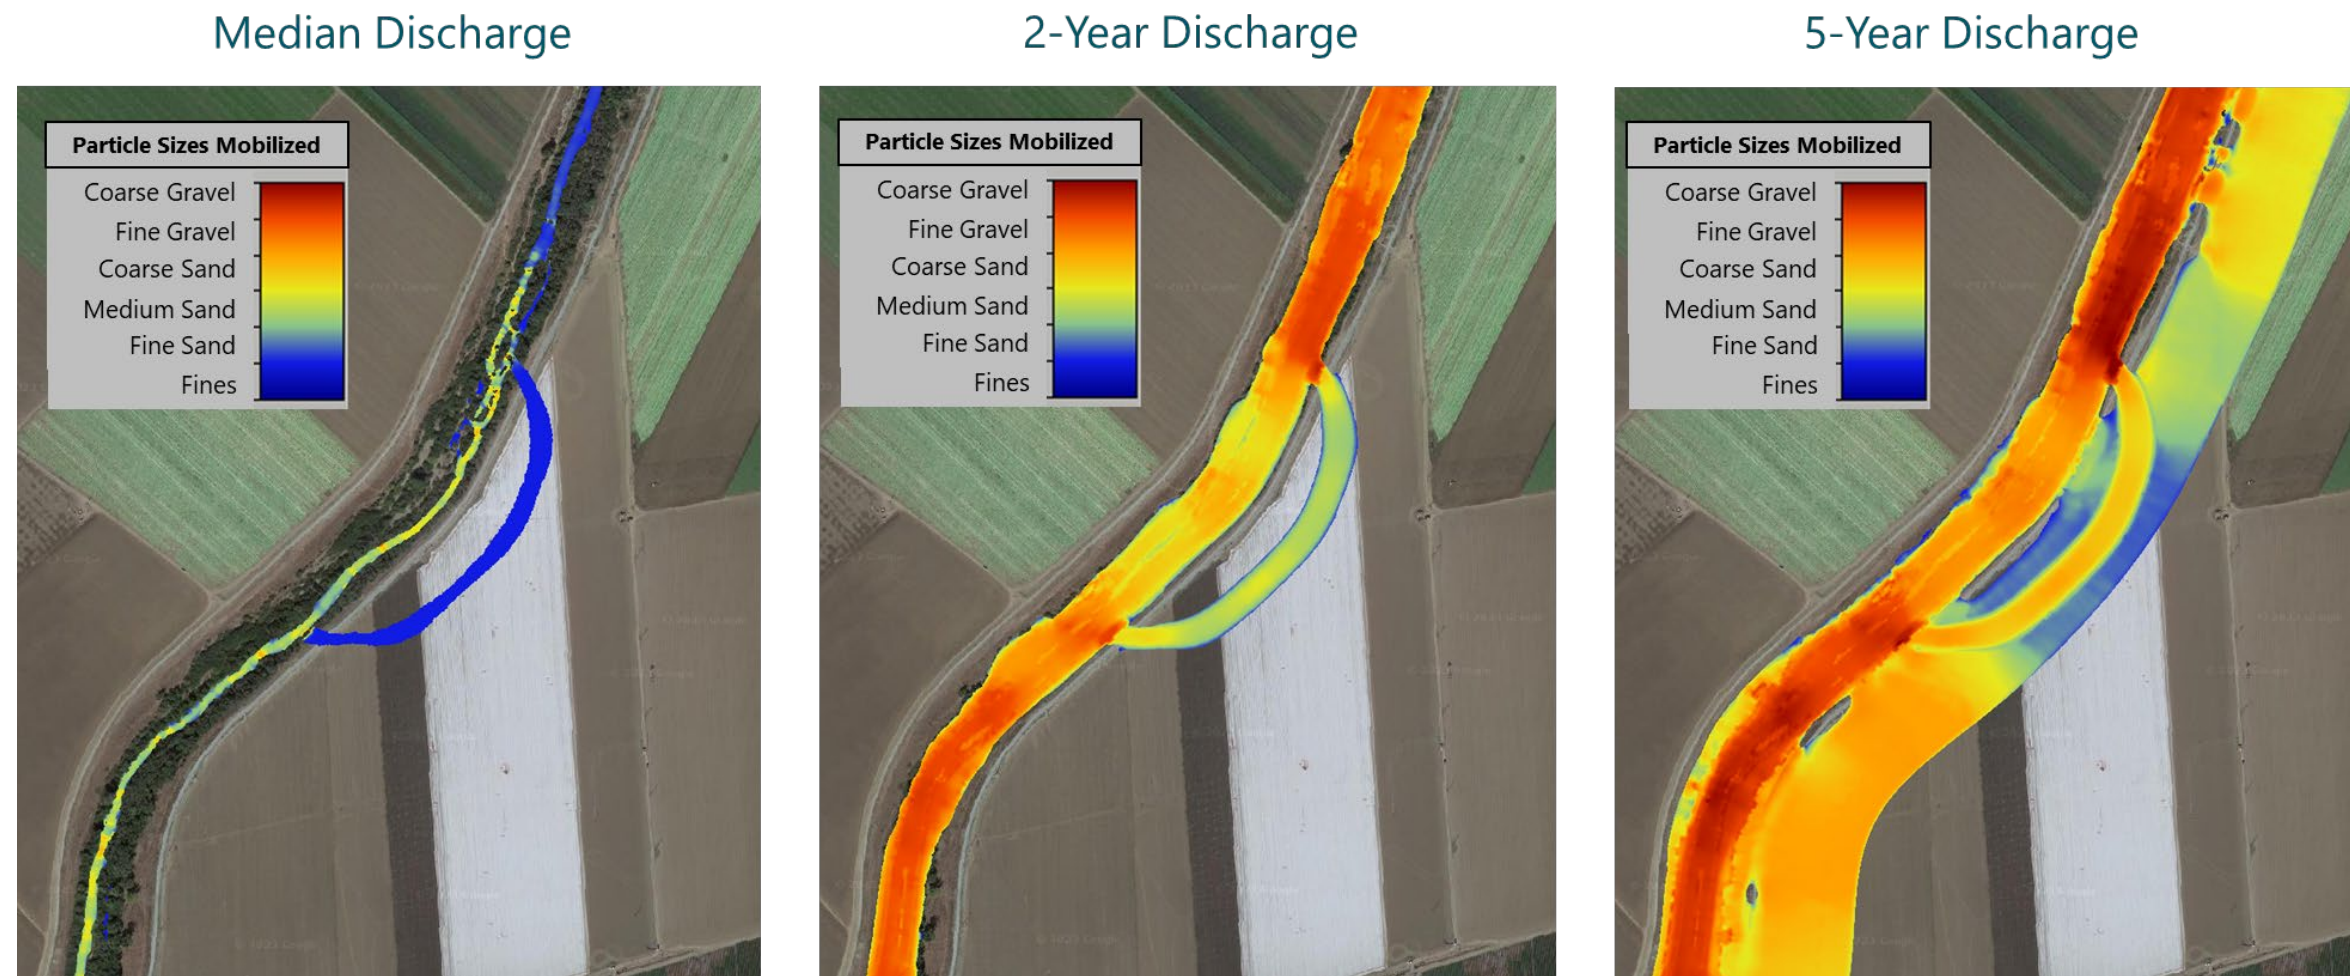 Median Discharge
2-Year Discharge
5-Year Discharge
Particle Sizes Mobilized
Coarse Gravel
Fine Gravel
Coarse Sand
Medium Sand
Fine Sand
Fines
Particle Sizes Mobilized
Coarse Gravel
Fine Gravel
Coarse Sand
Medium Sand
Fine Sand
Fines
Particle Sizes Mobilized
Coarse Gravel
Fine Gravel
Coarse Sand
Medium Sand
Fine Sand
Fines